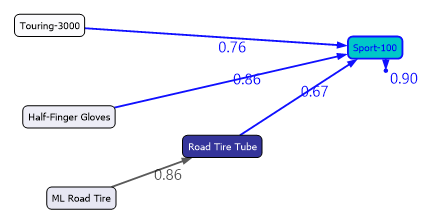 Touring-3000
0.76
Sport-100
0.86
0.90
0.67
Half-Finger Gloves
Road Tire Tube
0.86
ML Road Tire